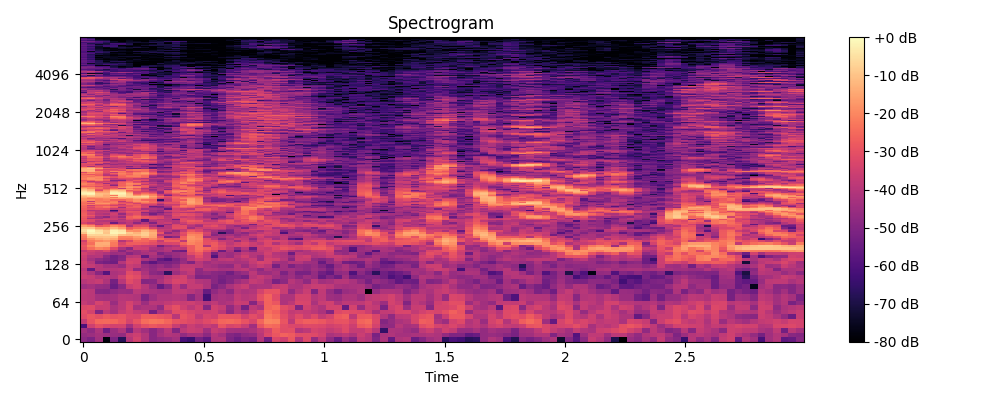 Spectrogram
4096
2048
1024
512
256
128
64
0
Hz
0
0.5
1
1.5
2
2.5
Time
+0 dB
-10 dB
-20 dB
-30 dB
-40 dB
-50 dB
-60 dB
-70 dB
-80 dB